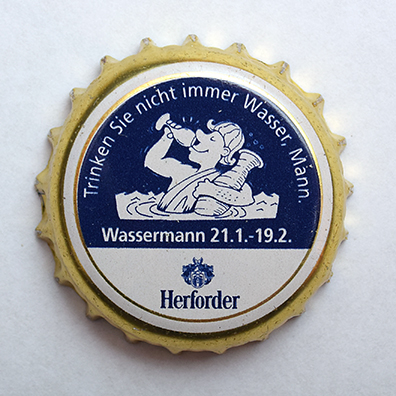 Trinken Sie nicht immer Wasser, Mann.
Wassermann 21.1.-19.2.
Herforder